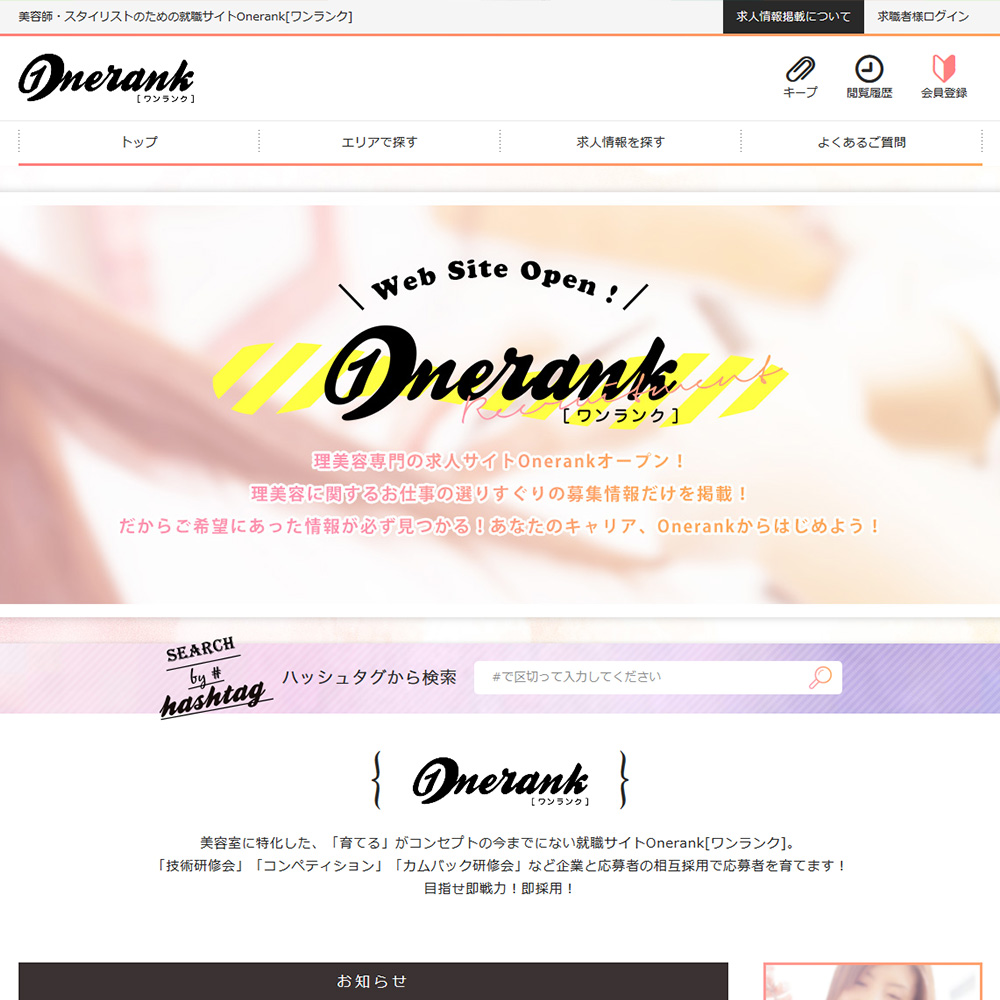 美容師・スタイリストのための就職サイトOnerank[ワンランク]
求人情報掲載について
求職者様ログイン
1Onerank
[ワンランク]
キープ
閲覧履歴
会員登録
トップ
エリアで探す
求人情報を探す
よくあるご質問
\ Web Site Open! /
1Onerank
Recruitment
[ワンランク]
理美容専門の求人サイトOnerankオープン！
理美容に関するお仕事の選りすぐりの募集情報だけを掲載！
だからご希望にあった情報が必ず見つかる！あなたのキャリア、Onerankからはじめよう！
SEARCH
by #
hashtag
ハッシュタグから検索
#で区切って入力してください
{ 1Onerank }
[ワンランク]
美容室に特化した、「育てる」がコンセプトの今までにない就職サイトOnerank[ワンランク]。
「技術研修会」「コンペティション」「カムバック研修会」など企業と応募者の相互採用で応募者を育てます！
目指せ即戦力！即採用！
お知らせ